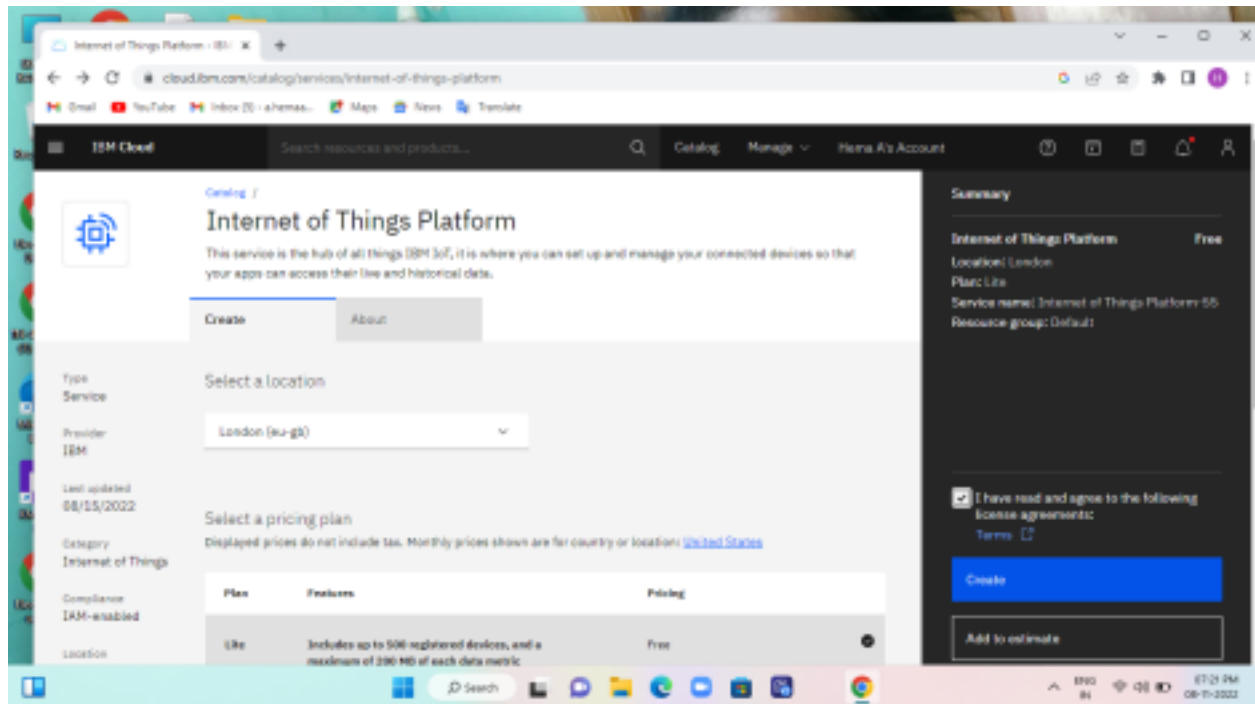 Internet of Things Platform - IBM
cloud.ibm.com/catalog/services/internet-of-things-platform
Gmail YouTube Inbox (5) - a.hemaa... Maps News Translate
IBM Cloud Search resources and products... Catalog Manage Hema A's Account
Catalog /
Internet of Things Platform
This service is the hub of all things IBM IoT, it is where you can set up and manage your connected devices so that
your apps can access their live and historical data.
Create About
Type
Service
Provider
IBM
Last updated
08/15/2022
Category
Internet of Things
Compliance
IAM-enabled
Location
Select a location
London (eu-gb)
Select a pricing plan
Displayed prices do not include tax. Monthly prices shown are for country or location: United States
Plan Features Pricing
Lite Includes up to 500 registered devices, and a Free
maximum of 200 MB of each data metric
Summary
Internet of Things Platform Free
Location: London
Plan: Lite
Service name: Internet of Things Platform-55
Resource group: Default
I have read and agree to the following
license agreements:
Terms
Create
Add to estimate
Search
ENG
IN
07:21 PM
08-11-2022